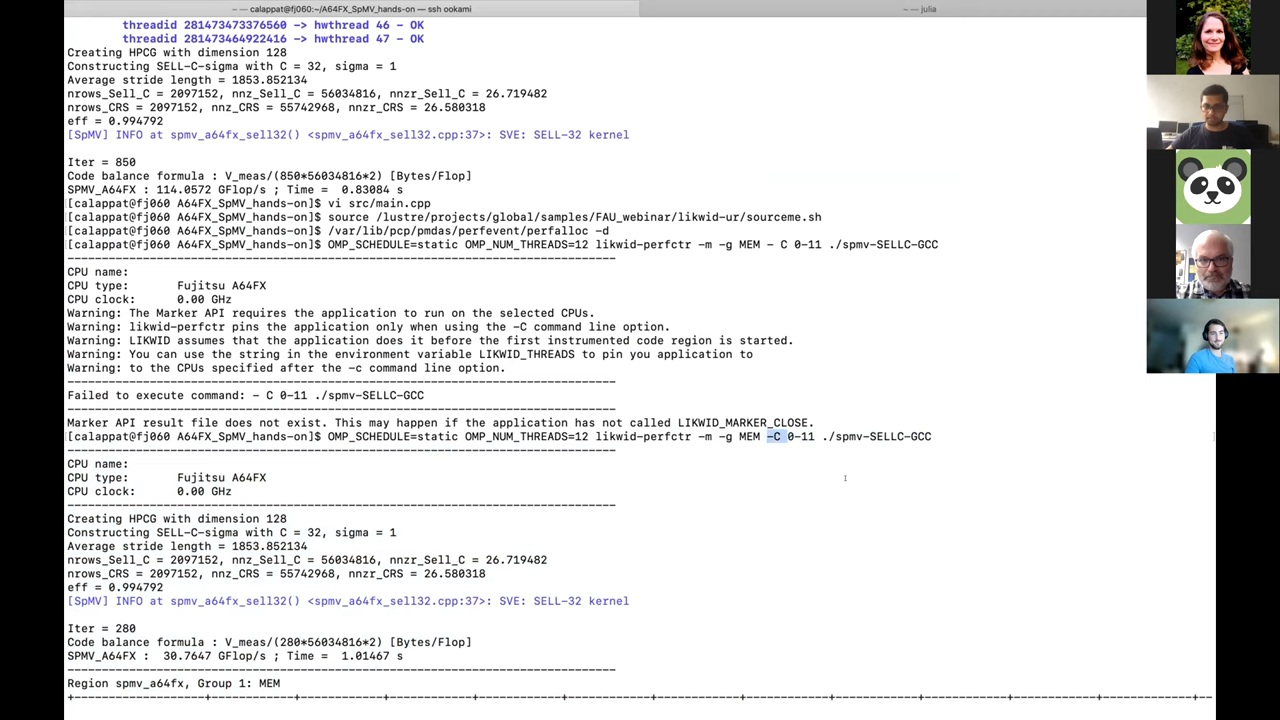 ~ — calappat@fj060:~/A64FX_SpMV_hands-on — ssh ookami
~ — julia
threadid 281473473376560 -> hwthread 46 - OK
threadid 281473464922416 -> hwthread 47 - OK
Creating HPCG with dimension 128
Constructing SELL-C-sigma with C = 32, sigma = 1
Average stride length = 1853.852134
nrows_Sell_C = 2097152, nnz_Sell_C = 56034816, nnzr_Sell_C = 26.719482
nrows_CRS = 2097152, nnz_CRS = 55742968, nnzr_CRS = 26.580318
eff = 0.994792
[SpMV] INFO at spmv_a64fx_sell32() <spmv_a64fx_sell32.cpp:37>: SVE: SELL-32 kernel
Iter = 850
Code balance formula : V_meas/(850*56034816*2) [Bytes/Flop]
SPMV_A64FX : 114.0572 GFlop/s ; Time =  0.83084 s
[calappat@fj060 A64FX_SpMV_hands-on]$ vi src/main.cpp
[calappat@fj060 A64FX_SpMV_hands-on]$ source /lustre/projects/global/samples/FAU_webinar/likwid-ur/sourceme.sh
[calappat@fj060 A64FX_SpMV_hands-on]$ /var/lib/pcp/pmdas/perfevent/perfalloc -d
[calappat@fj060 A64FX_SpMV_hands-on]$ OMP_SCHEDULE=static OMP_NUM_THREADS=12 likwid-perfctr -m -g MEM - C 0-11 ./spmv-SELLC-GCC
--------------------------------------------------------------------------------
CPU name:
CPU type:	Fujitsu A64FX
CPU clock:	0.00 GHz
Warning: The Marker API requires the application to run on the selected CPUs.
Warning: likwid-perfctr pins the application only when using the -C command line option.
Warning: LIKWID assumes that the application does it before the first instrumented code region is started.
Warning: You can use the string in the environment variable LIKWID_THREADS to pin you application to
Warning: to the CPUs specified after the -c command line option.
--------------------------------------------------------------------------------
Failed to execute command: - C 0-11 ./spmv-SELLC-GCC
--------------------------------------------------------------------------------
Marker API result file does not exist. This may happen if the application has not called LIKWID_MARKER_CLOSE.
[calappat@fj060 A64FX_SpMV_hands-on]$ OMP_SCHEDULE=static OMP_NUM_THREADS=12 likwid-perfctr -m -g MEM -C 0-11 ./spmv-SELLC-GCC
--------------------------------------------------------------------------------
CPU name:
CPU type:	Fujitsu A64FX
CPU clock:	0.00 GHz
--------------------------------------------------------------------------------
Creating HPCG with dimension 128
Constructing SELL-C-sigma with C = 32, sigma = 1
Average stride length = 1853.852134
nrows_Sell_C = 2097152, nnz_Sell_C = 56034816, nnzr_Sell_C = 26.719482
nrows_CRS = 2097152, nnz_CRS = 55742968, nnzr_CRS = 26.580318
eff = 0.994792
[SpMV] INFO at spmv_a64fx_sell32() <spmv_a64fx_sell32.cpp:37>: SVE: SELL-32 kernel
Iter = 280
Code balance formula : V_meas/(280*56034816*2) [Bytes/Flop]
SPMV_A64FX :  30.7647 GFlop/s ; Time =  1.01467 s
--------------------------------------------------------------------------------
Region spmv_a64fx, Group 1: MEM